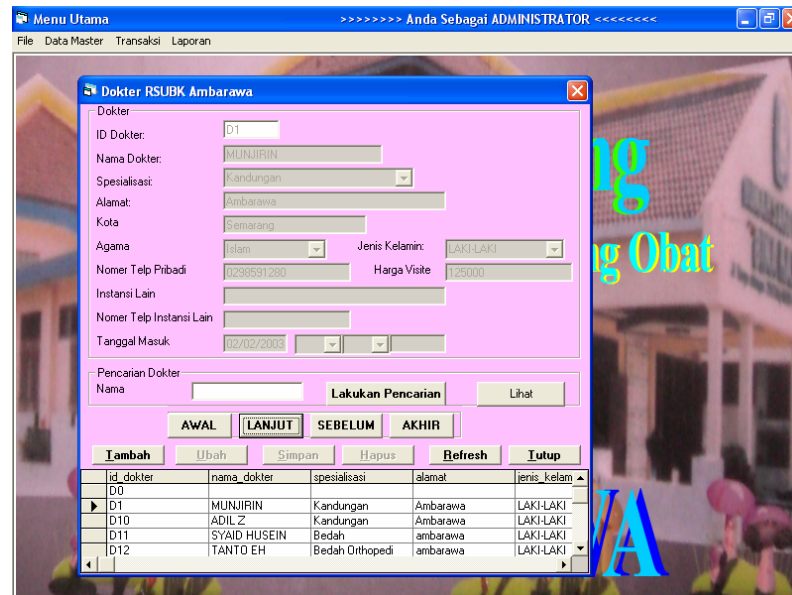 Menu Utama >>>>>>>> Anda Sebagai ADMINISTRATOR <<<<<<<<
File Data Master Transaksi Laporan
Dokter RSUBK Ambarawa
Dokter
ID Dokter: D1
Nama Dokter: MUNJIRIN
Spesialisasi: Kandungan
Alamat: Ambarawa
Kota Semarang
Agama Islam Jenis Kelamin: LAKI-LAKI
Nomer Telp Pribadi 0298591280 Harga Visite 125000
Instansi Lain
Nomer Telp Instansi Lain
Tanggal Masuk 02/02/2003
Pencarian Dokter
Nama Lakukan Pencarian Lihat
AWAL LANJUT SEBELUM AKHIR
Tambah Ubah Simpan Hapus Refresh Tutup
id_dokter nama_dokter spesialisasi alamat jenis_kelam
D0
D1 MUNJIRIN Kandungan Ambarawa LAKI-LAKI
D10 ADIL Z Kandungan Ambarawa LAKI-LAKI
D11 SYAID HUSEIN Bedah ambarawa LAKI-LAKI
D12 TANTO EH Bedah Orthopedi ambarawa LAKI-LAKI
ng
ng Obat
WA